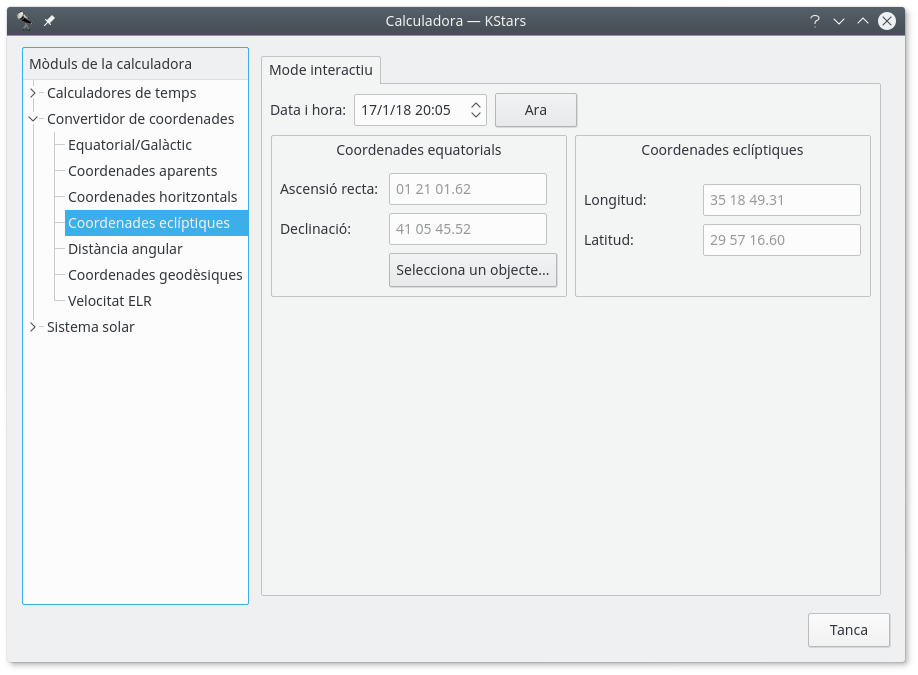 Calculadora — KStars
Mòduls de la calculadora
Calculadores de temps
Convertidor de coordenades
Equatorial/Galàctic
Coordenades aparents
Coordenades horitzontals
Coordenades eclíptiques
Distància angular
Coordenades geodèsiques
Velocitat ELR
Sistema solar
Mode interactiu
Data i hora: 17/1/18 20:05 Ara
Coordenades equatorials
Ascensió recta: 01 21 01.62
Declinació: 41 05 45.52
Selecciona un objecte...
Coordenades eclíptiques
Longitud: 35 18 49.31
Latitud: 29 57 16.60
Tanca